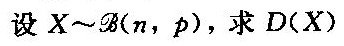 设 X～ℬ(n, p)，求 D(X)